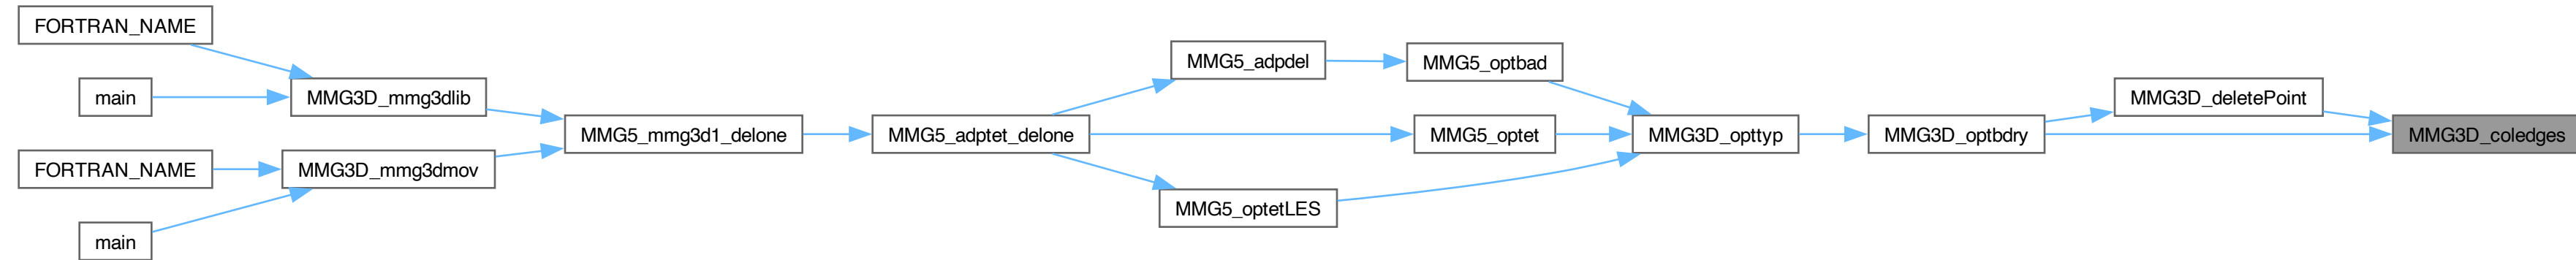 FORTRAN_NAME
main
MMG3D_mmg3dlib
FORTRAN_NAME
main
MMG3D_mmg3dmov
MMG5_mmg3d1_delone
MMG5_adptet_delone
MMG5_adpdel
MMG5_optbad
MMG5_optet
MMG5_optetLES
MMG3D_opttyp
MMG3D_optbdry
MMG3D_deletePoint
MMG3D_coledges